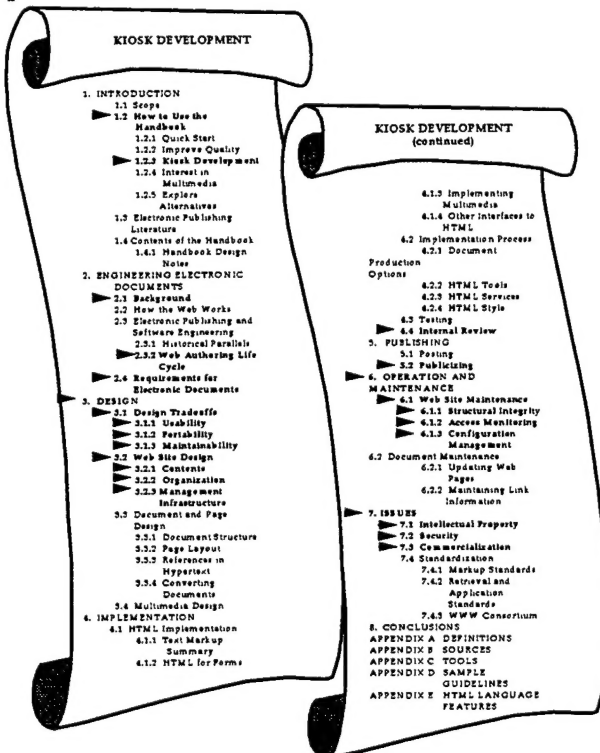 KIOSK DEVELOPMENT
1. INTRODUCTION
1.1 Scope
1.2 How to Use the
Handbook
1.2.1 Quick Start
1.2.2 Improve Quality
1.2.3 Kiosk Development
1.2.4 Interest in
Multimedia
1.2.5 Explore
Alternatives
1.3 Electronic Publishing
Literature
1.4 Contents of the Handbook
1.4.1 Handbook Design
Notes
2. ENGINEERING ELECTRONIC
DOCUMENTS
2.1 Background
2.2 How the Web Works
2.3 Electronic Publishing and
Software Engineering
2.3.1 Historical Parallels
2.3.2 Web Authoring Life
Cycle
2.4 Requirements for
Electronic Documents
3. DESIGN
3.1 Design Tradeoffs
3.1.1 Usability
3.1.2 Portability
3.1.3 Maintainability
3.2 Web Site Design
3.2.1 Contents
3.2.2 Organization
3.2.3 Management
Infrastructure
3.3 Document and Page
Design
3.3.1 Document Structure
3.3.2 Page Layout
3.3.3 References in
Hypertext
3.3.4 Converting
Documents
3.4 Multimedia Design
4. IMPLEMENTATION
4.1 HTML Implementation
4.1.1 Text Markup
Summary
4.1.2 HTML for Forms
KIOSK DEVELOPMENT
(continued)
4.1.3 Implementing
Multimedia
4.1.4 Other Interfaces to
HTML
4.2 Implementation Process
4.2.1 Document
Production
Options
4.2.2 HTML Tools
4.2.3 HTML Services
4.2.4 HTML Style
4.3 Testing
4.4 Internal Review
5. PUBLISHING
5.1 Posting
5.2 Publicizing
6. OPERATION AND
MAINTENANCE
6.1 Web Site Maintenance
6.1.1 Structural Integrity
6.1.2 Access Monitoring
6.1.3 Configuration
Management
6.2 Document Maintenance
6.2.1 Updating Web
Pages
6.2.2 Maintaining Link
Information
7. ISSUES
7.1 Intellectual Property
7.2 Security
7.3 Commercialization
7.4 Standardization
7.4.1 Markup Standards
7.4.2 Retrieval and
Application
Standards
7.4.3 WWW Consortium
8. CONCLUSIONS
APPENDIX A DEFINITIONS
APPENDIX B SOURCES
APPENDIX C TOOLS
APPENDIX D SAMPLE
GUIDELINES
APPENDIX E HTML LANGUAGE
FEATURES